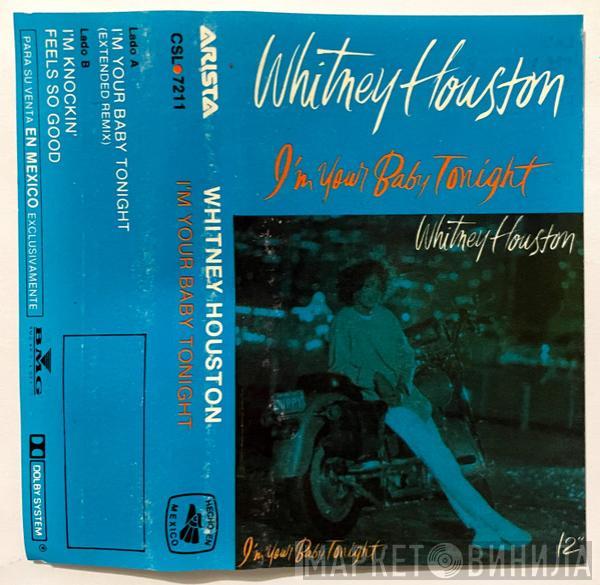 Whitney Houston
I'm Your Baby Tonight
Whitney Houston
I'm Your Baby Tonight
12"
ARISTA
WHITNEY HOUSTON
CSL•7211
I'M YOUR BABY TONIGHT
HECHO EN
MEXICO
Lado A
I'M YOUR BABY TONIGHT
(EXTENDED REMIX)
Lado B
I'M KNOCKIN'
FEELS SO GOOD
PARA SU VENTA EN MEXICO EXCLUSIVAMENTE
BMG
DOLBY SYSTEM
МАРКЕТ ВИНИЛА